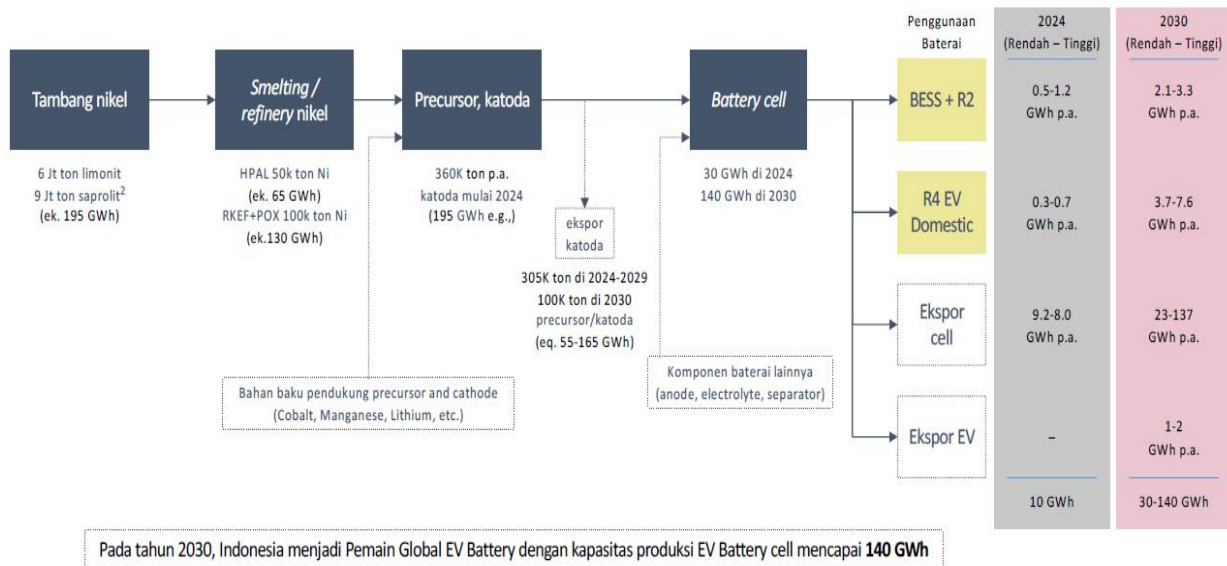 Penggunaan
Baterai
2024
(Rendah – Tinggi)
2030
(Rendah – Tinggi)
Tambang nikel
Smelting /
refinery nikel
Precursor, katoda
Battery cell
BESS + R2
0.5-1.2
GWh p.a.
2.1-3.3
GWh p.a.
6 Jt ton limonit
9 Jt ton saprolit²
(ek. 195 GWh)
HPAL 50k ton Ni
(ek. 65 GWh)
RKEF+POX 100k ton Ni
(ek.130 GWh)
360K ton p.a.
katoda mulai 2024
(195 GWh e.g.,)
30 GWh di 2024
140 GWh di 2030
R4 EV
Domestic
0.3-0.7
GWh p.a.
3.7-7.6
GWh p.a.
ekspor
katoda
305K ton di 2024-2029
100K ton di 2030
precursor/katoda
(eq. 55-165 GWh)
Ekspor
cell
9.2-8.0
GWh p.a.
23-137
GWh p.a.
Bahan baku pendukung precursor and cathode
(Cobalt, Manganese, Lithium, etc.)
Komponen baterai lainnya
(anode, electrolyte, separator)
Ekspor EV
–
1-2
GWh p.a.
10 GWh
30-140 GWh
Pada tahun 2030, Indonesia menjadi Pemain Global EV Battery dengan kapasitas produksi EV Battery cell mencapai 140 GWh